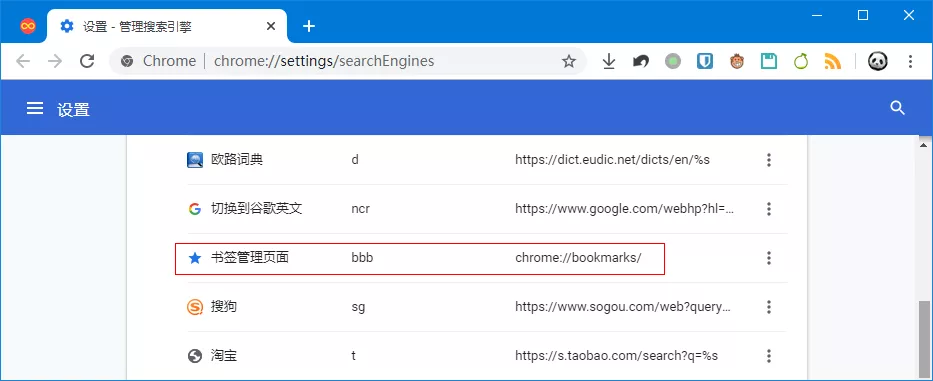 设置 - 管理搜索引擎
Chrome | chrome://settings/searchEngines
设置
欧路词典 d https://dict.eudic.net/dicts/en/%s
切换到谷歌英文 ncr https://www.google.com/webhp?hl=...
书签管理页面 bbb chrome://bookmarks/
搜狗 sg https://www.sogou.com/web?query...
淘宝 t https://s.taobao.com/search?q=%s